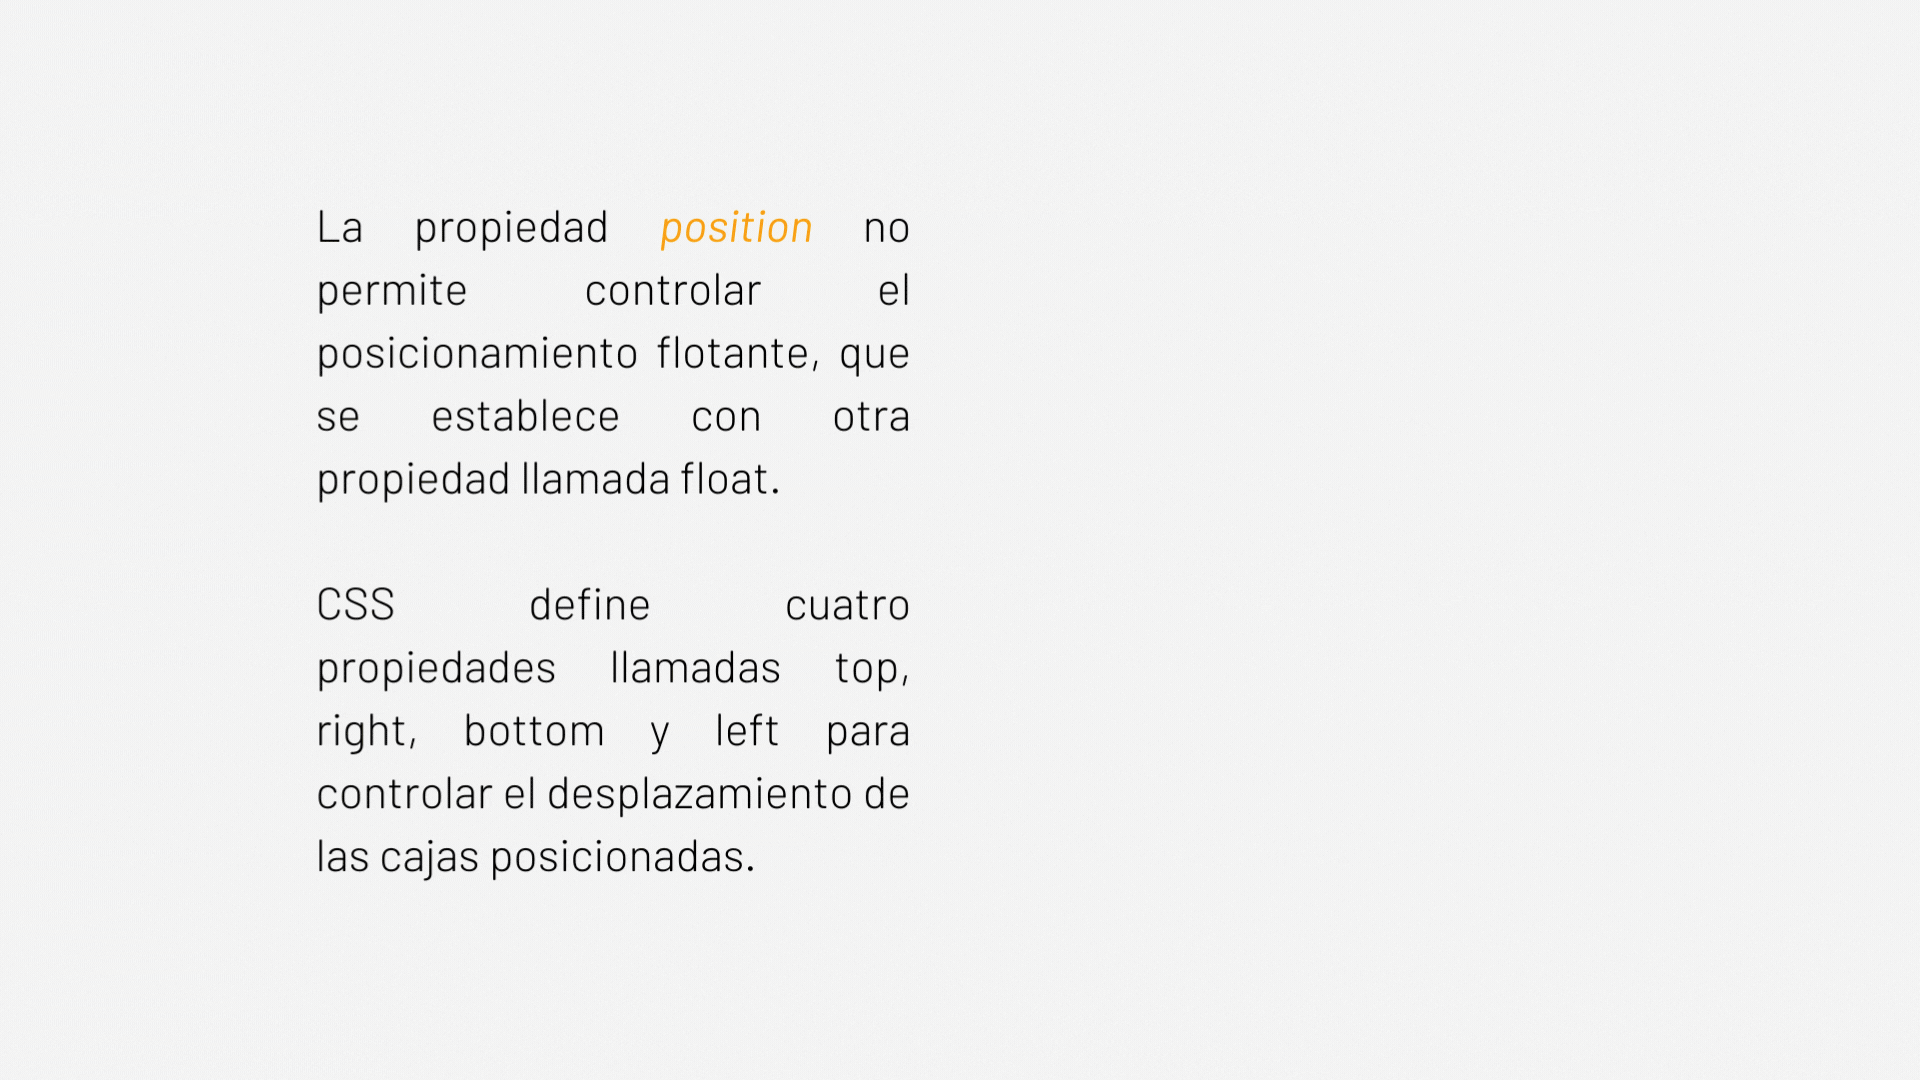 La propiedad position no
permite controlar el
posicionamiento flotante, que
se establece con otra
propiedad llamada float.
CSS define cuatro
propiedades llamadas top,
right, bottom y left para
controlar el desplazamiento de
las cajas posicionadas.